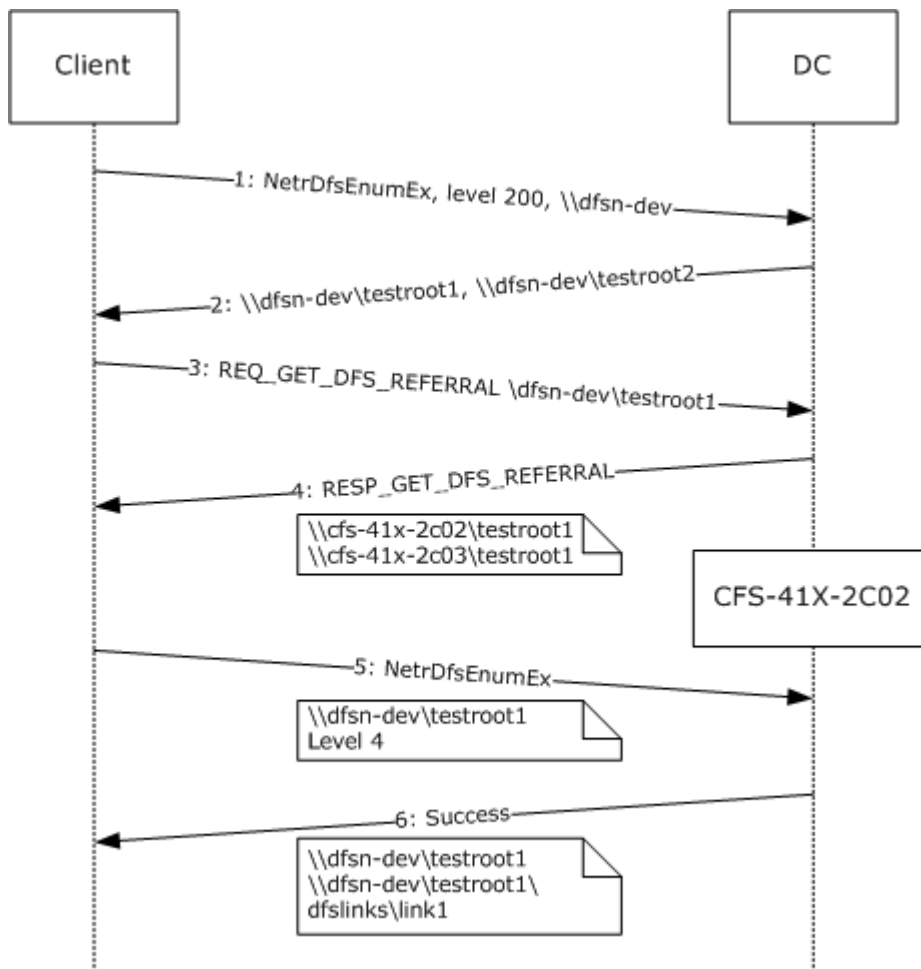 Client
DC
1: NetrDfsEnumEx, level 200, \\dfsn-dev
2: \\dfsn-dev\testroot1, \\dfsn-dev\testroot2
3: REQ_GET_DFS_REFERRAL \dfsn-dev\testroot1
4: RESP_GET_DFS_REFERRAL
\\cfs-41x-2c02\testroot1
\\cfs-41x-2c03\testroot1
CFS-41X-2C02
5: NetrDfsEnumEx
\\dfsn-dev\testroot1
Level 4
6: Success
\\dfsn-dev\testroot1
\\dfsn-dev\testroot1\
dfslinks\link1